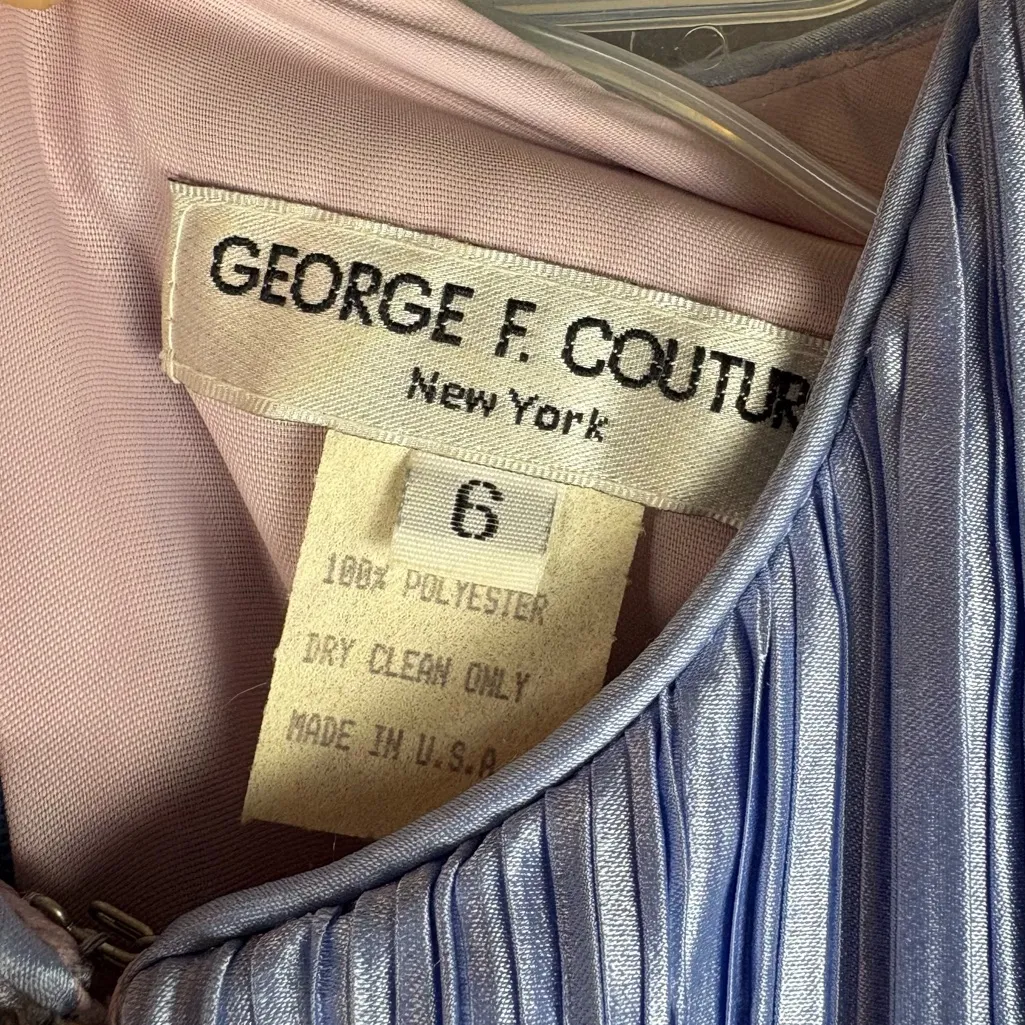 GEORGE F. COUTUR
New York
6
100% POLYESTER
DRY CLEAN ONLY
MADE IN U.S.A